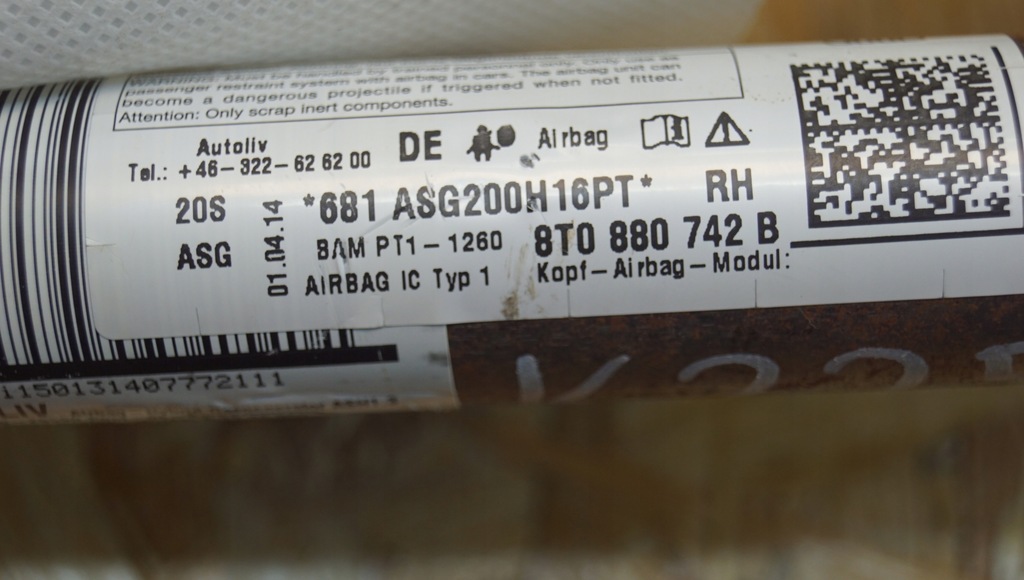 passenger restraint system with airbag in cars. The airbag unit can
become a dangerous projectile if triggered when not fitted.
Attention: Only scrap inert components.
Autoliv
Tel.: +46-322-62 62 00
DE Airbag
20S
ASG
01.04.14
*681 ASG200H16PT* RH
BAM PT1-1260 8T0 880 742 B
AIRBAG IC Typ 1 Kopf-Airbag-Modul:
1150131407772111
LIV